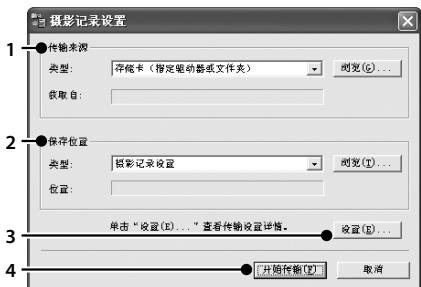 摄影记录设置
1
传输来源
类型:
存储卡（指定驱动器或文件夹）
浏览(G)...
获取自:
2
保存位置
类型:
摄影记录设置
浏览(T)...
位置:
单击“设置(E)...”查看传输设置详情。
3
设置(E)...
4
开始传输(F)
取消